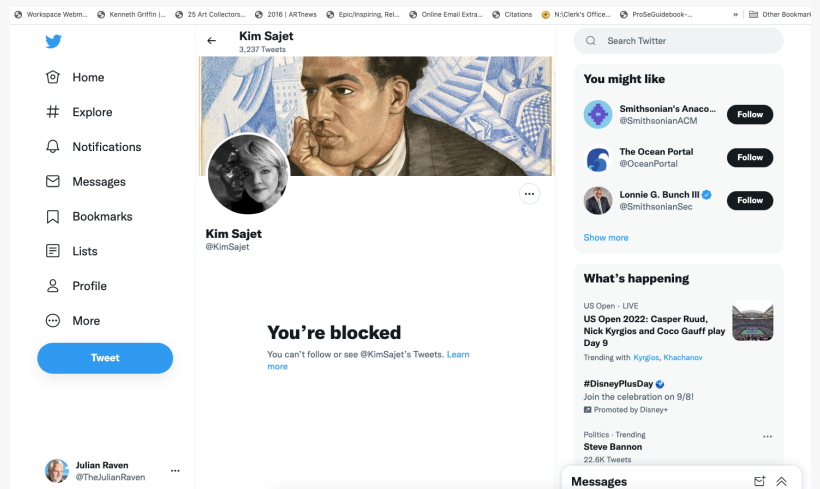 Workspace Webm... Kenneth Griffin |... 25 Art Collectors... 2016 | ARTnews Epic/Inspiring, Rel... Online Email Extra... Citations N:\Clerk's Office... ProSeGuidebook-... » Other Bookmark
Home
Explore
Notifications
Messages
Bookmarks
Lists
Profile
More
Tweet
Julian Raven
@TheJulianRaven
Kim Sajet
3,237 Tweets
Kim Sajet
@KimSajet
You're blocked
You can't follow or see @KimSajet's Tweets. Learn
more
Search Twitter
You might like
Smithsonian's Anaco...
@SmithsonianACM
Follow
The Ocean Portal
@OceanPortal
Follow
Lonnie G. Bunch III
@SmithsonianSec
Follow
Show more
What's happening
US Open · LIVE
US Open 2022: Casper Ruud,
Nick Kyrgios and Coco Gauff play
Day 9
Trending with Kyrgios, Khachanov
#DisneyPlusDay
Join the celebration on 9/8!
Promoted by Disney+
Politics · Trending
Steve Bannon
22.6K Tweets
Messages